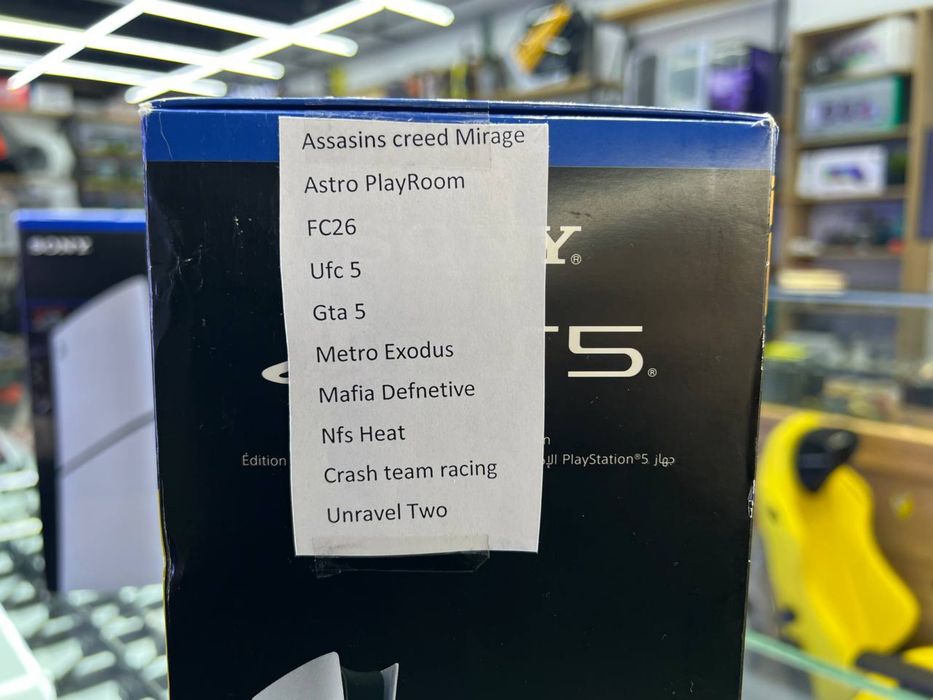 Assasins creed Mirage
Astro PlayRoom
FC26
Ufc 5
Gta 5
Metro Exodus
Mafia Defnetive
Nfs Heat
Crash team racing
Unravel Two
Y®
5®
Édition
جهاز PlayStation®5
SONY